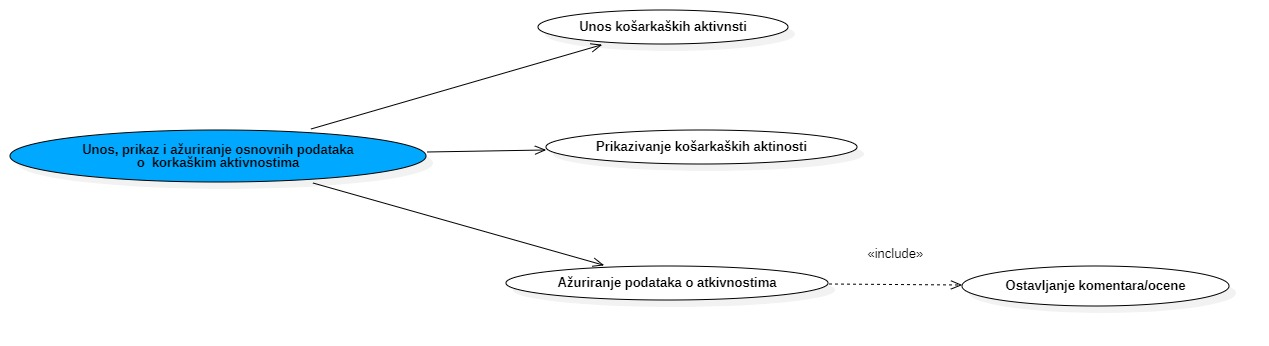 Unos košarkaških aktivnsti
Unos, prikaz i ažuriranje osnovnih podataka
o korkaškim aktivnostima
Prikazivanje košarkaških aktinosti
«include»
Ažuriranje podataka o atkivnostima
Ostavljanje komentara/ocene